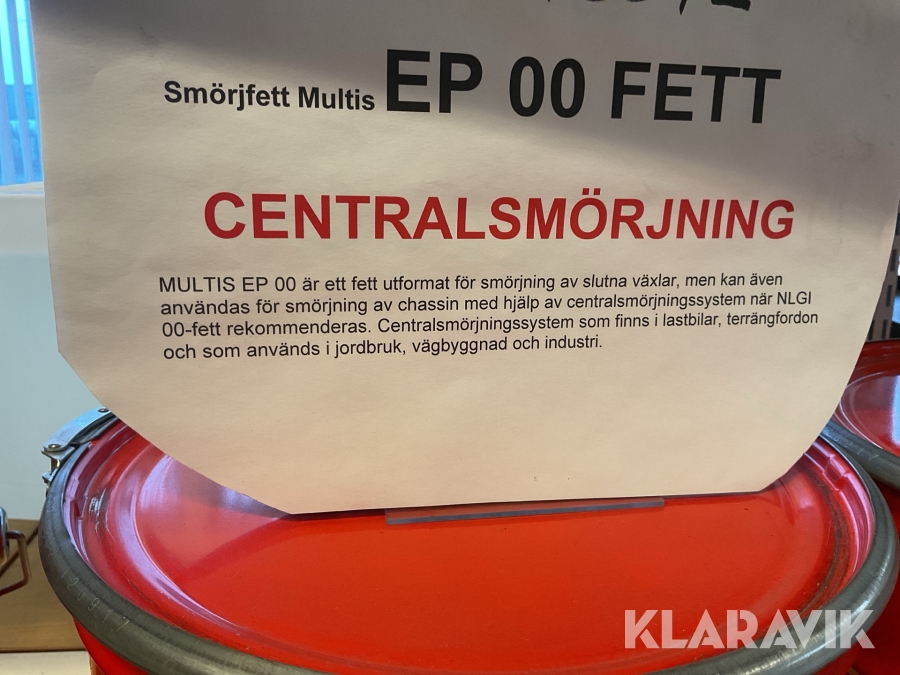 Smörjfett Multis EP 00 FETT
CENTRALSMÖRJNING
MULTIS EP 00 är ett fett utformat för smörjning av slutna växlar, men kan även
användas för smörjning av chassin med hjälp av centralsmörjningssystem när NLGI
00-fett rekommenderas. Centralsmörjningssystem som finns i lastbilar, terrängfordon
och som används i jordbruk, vägbyggnad och industri.
KLARAVIK